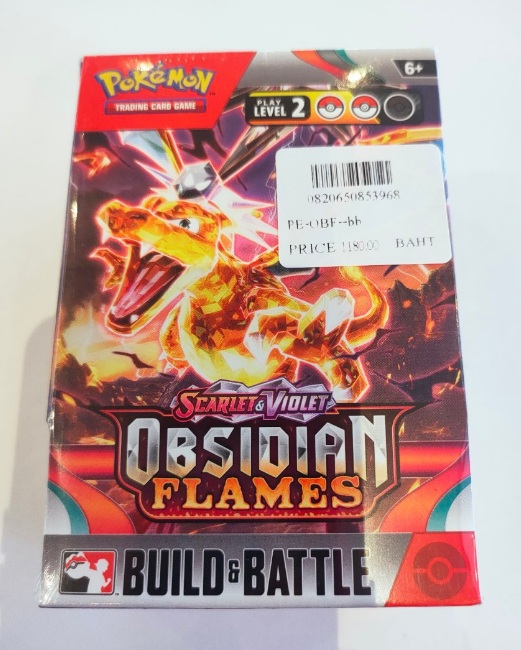 POKéMON
TRADING CARD GAME
6+
PLAY
LEVEL 2
0820650853968
PE-OBF--bb
PRICE 1180.00 BAHT
SCARLET & VIOLET
OBSIDIAN
FLAMES
BUILD & BATTLE